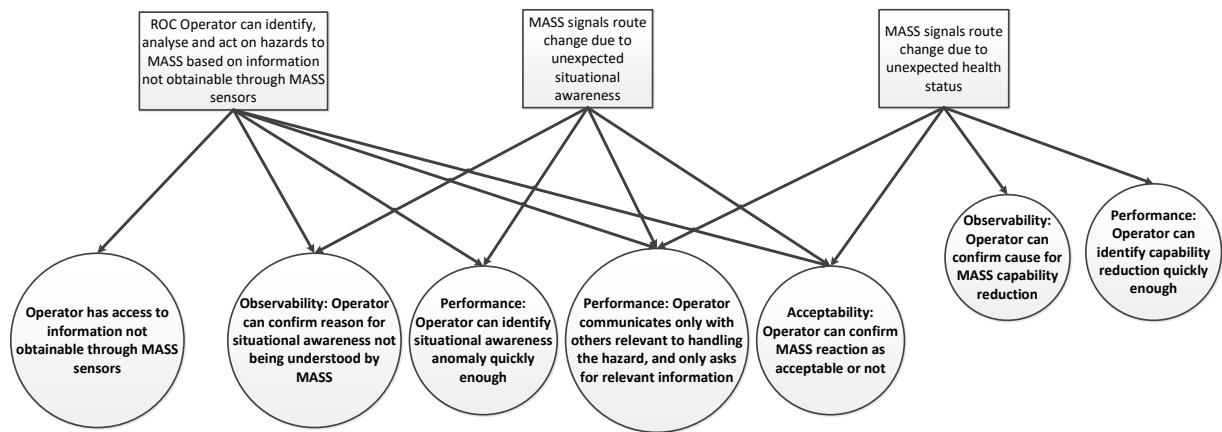 ROC Operator can identify,
analyse and act on hazards to
MASS based on information
not obtainable through MASS
sensors
MASS signals route
change due to
unexpected
situational
awareness
MASS signals route
change due to
unexpected health
status
Operator has access to
information not
obtainable through MASS
sensors
Observability: Operator
can confirm reason for
situational awareness not
being understood by
MASS
Performance:
Operator can identify
situational awareness
anomaly quickly
enough
Performance: Operator
communicates only with
others relevant to handling
the hazard, and only asks
for relevant information
Acceptability:
Operator can confirm
MASS reaction as
acceptable or not
Observability:
Operator can
confirm cause for
MASS capability
reduction
Performance:
Operator can
identify capability
reduction quickly
enough